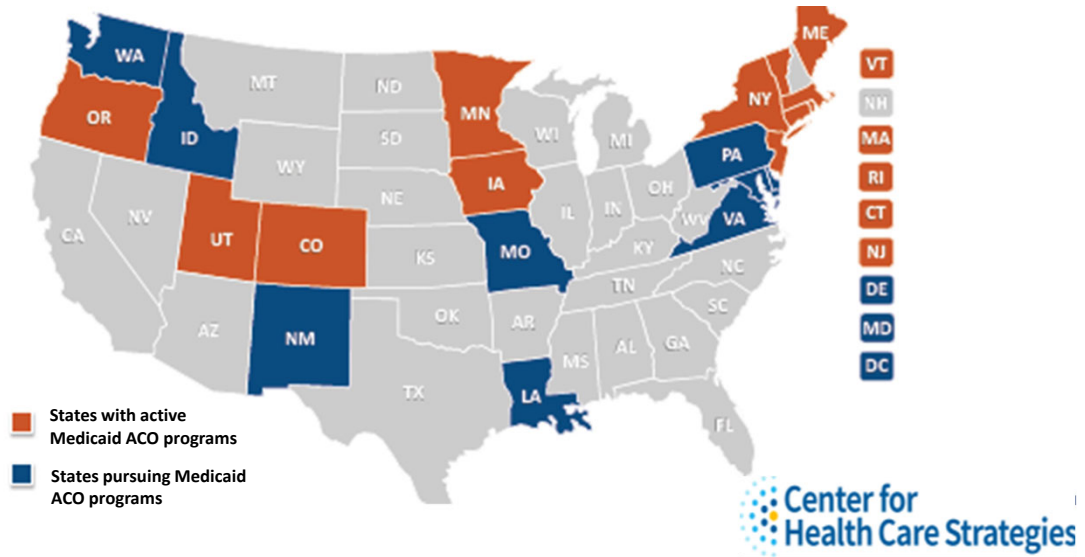 WA
MT
ND
MN
ME
OR
ID
SD
WI
MI
NY
WY
IA
PA
NE
NV
UT
CO
IL
IN
OH
CA
KS
MO
WV
VA
KY
AZ
NM
OK
AR
TN
NC
SC
TX
LA
MS
AL
GA
FL
VT
NH
MA
RI
CT
NJ
DE
MD
DC
States with active
Medicaid ACO programs
States pursuing Medicaid
ACO programs
Center for
Health Care Strategies